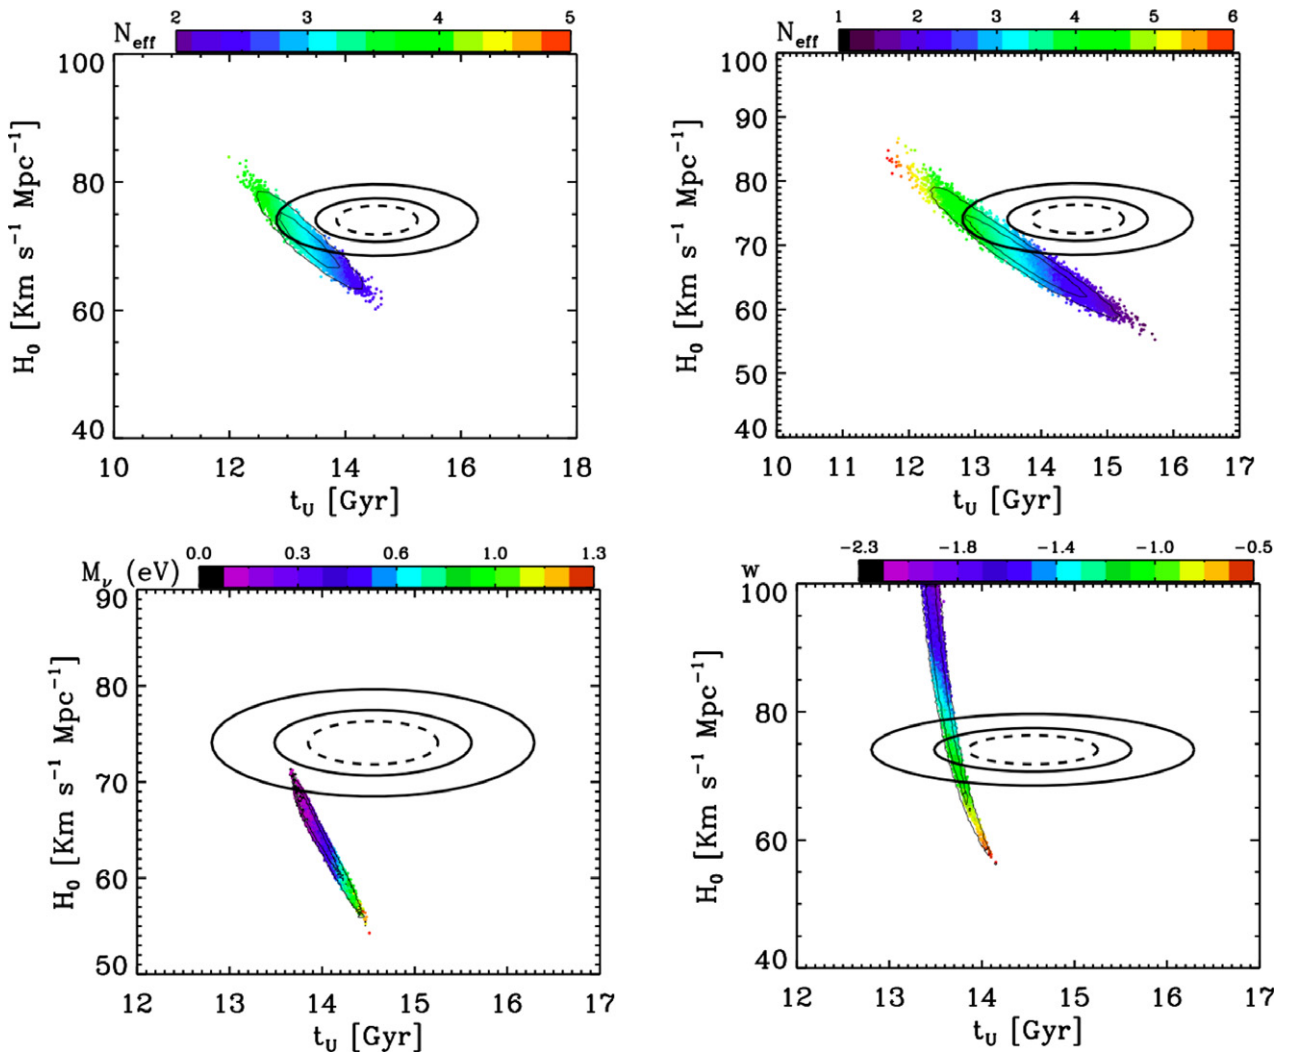 N_eff 2 3 4 5
100
80
60
40
H₀ [Km s⁻¹ Mpc⁻¹]
10 12 14 16 18
t_U [Gyr]
N_eff 1 2 3 4 5 6
100
90
80
70
60
50
40
H₀ [Km s⁻¹ Mpc⁻¹]
10 11 12 13 14 15 16 17
t_U [Gyr]
M_ν (eV) 0.0 0.3 0.6 1.0 1.3
90
80
70
60
50
H₀ [Km s⁻¹ Mpc⁻¹]
12 13 14 15 16 17
t_U [Gyr]
w -2.3 -1.8 -1.4 -1.0 -0.5
100
80
60
40
H₀ [Km s⁻¹ Mpc⁻¹]
12 13 14 15 16 17
t_U [Gyr]